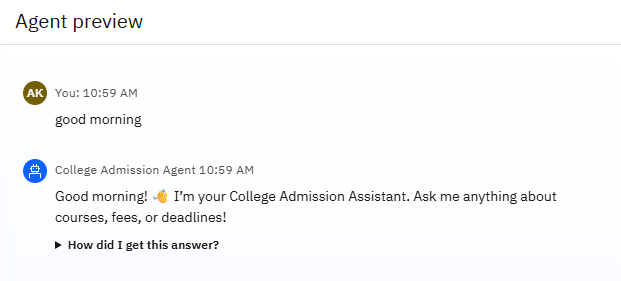 Agent preview
AK You: 10:59 AM
good morning
College Admission Agent 10:59 AM
Good morning! 👋 I’m your College Admission Assistant. Ask me anything about
courses, fees, or deadlines!
How did I get this answer?